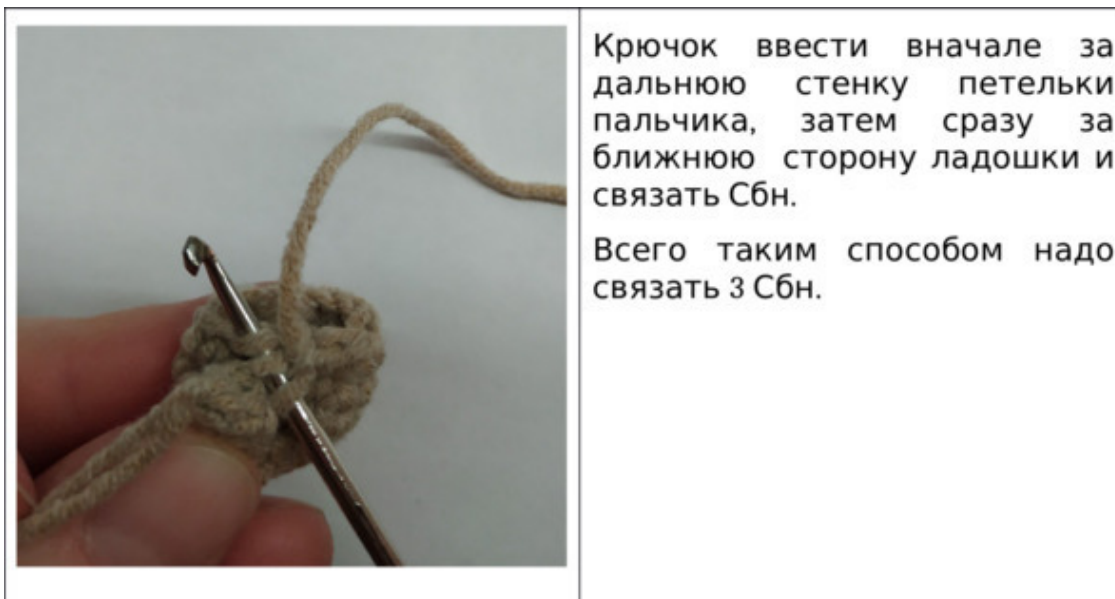 Крючок ввести вначале за
дальнюю стенку петельки
пальчика, затем сразу за
ближнюю сторону ладошки и
связать Сбн.
Всего таким способом надо
связать 3 Сбн.